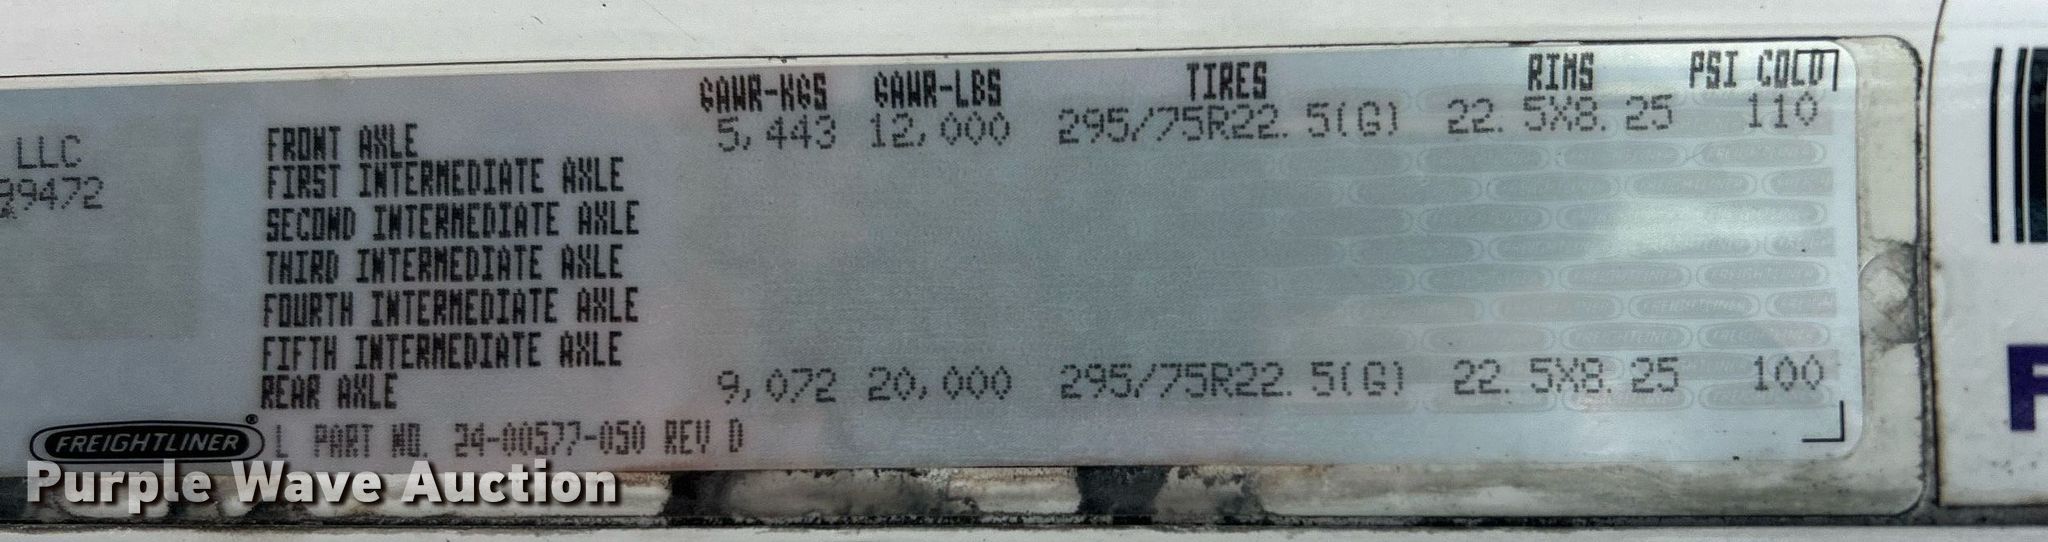 GAWR-KGS GAWR-LBS TIRES RIMS PSI COLD
FRONT AXLE 5,443 12,000 295/75R22.5(G) 22.5X8.25 110
LLC
FIRST INTERMEDIATE AXLE
99472
SECOND INTERMEDIATE AXLE
THIRD INTERMEDIATE AXLE
FOURTH INTERMEDIATE AXLE
FIFTH INTERMEDIATE AXLE
REAR AXLE 9,072 20,000 295/75R22.5(G) 22.5X8.25 100
FREIGHTLINER® L PART NO. 24-00577-050 REV D
Purple Wave Auction